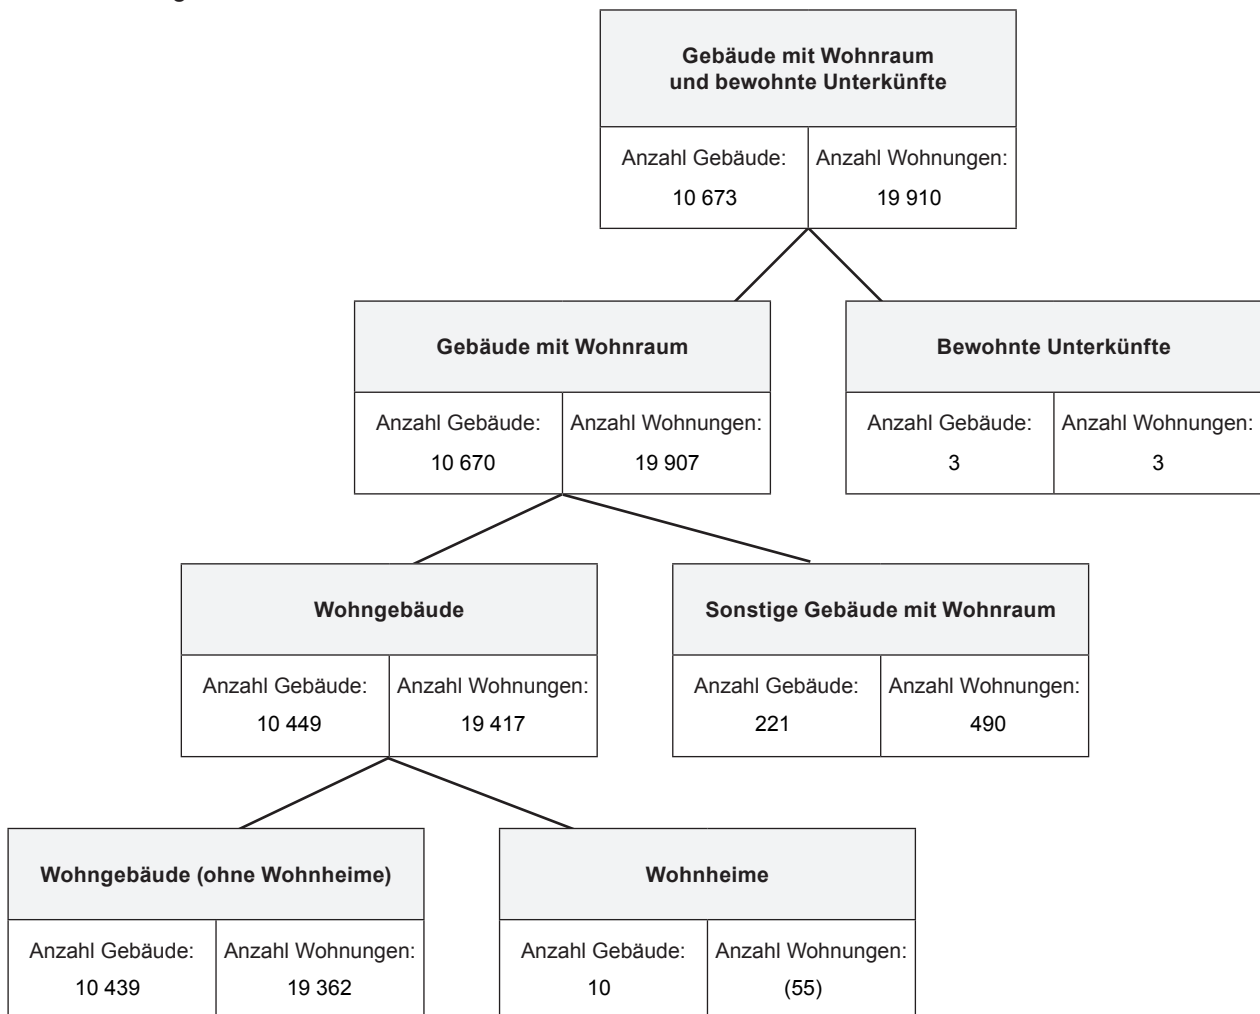 Gebäude mit Wohnraum
und bewohnte Unterkünfte
Anzahl Gebäude: Anzahl Wohnungen:
10 673 19 910
Gebäude mit Wohnraum Bewohnte Unterkünfte
Anzahl Gebäude: Anzahl Wohnungen: Anzahl Gebäude: Anzahl Wohnungen:
10 670 19 907 3 3
Wohngebäude Sonstige Gebäude mit Wohnraum
Anzahl Gebäude: Anzahl Wohnungen: Anzahl Gebäude: Anzahl Wohnungen:
10 449 19 417 221 490
Wohngebäude (ohne Wohnheime) Wohnheime
Anzahl Gebäude: Anzahl Wohnungen: Anzahl Gebäude: Anzahl Wohnungen:
10 439 19 362 10 (55)